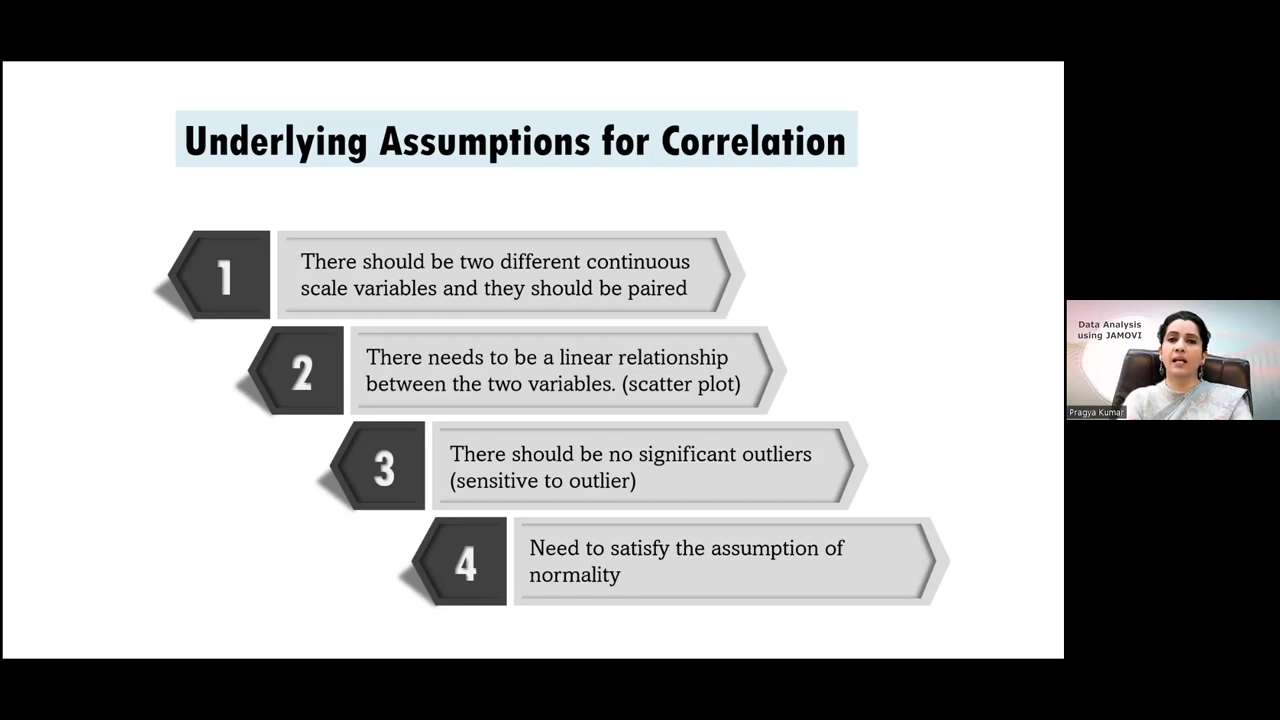 Underlying Assumptions for Correlation
1
There should be two different continuous
scale variables and they should be paired
2
There needs to be a linear relationship
between the two variables. (scatter plot)
3
There should be no significant outliers
(sensitive to outlier)
4
Need to satisfy the assumption of
normality
Data Analysis
using JAMOVI
Pragya Kumar